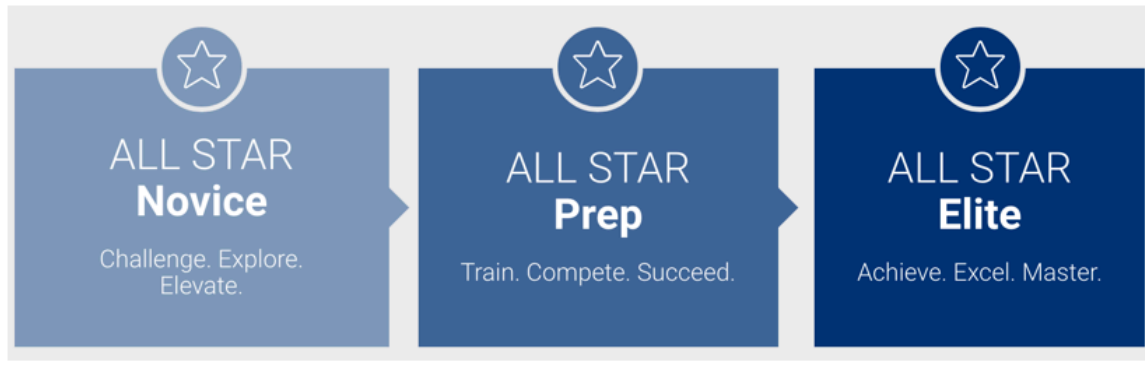 ALL STAR
Novice
Challenge. Explore.
Elevate.
ALL STAR
Prep
Train. Compete. Succeed.
ALL STAR
Elite
Achieve. Excel. Master.